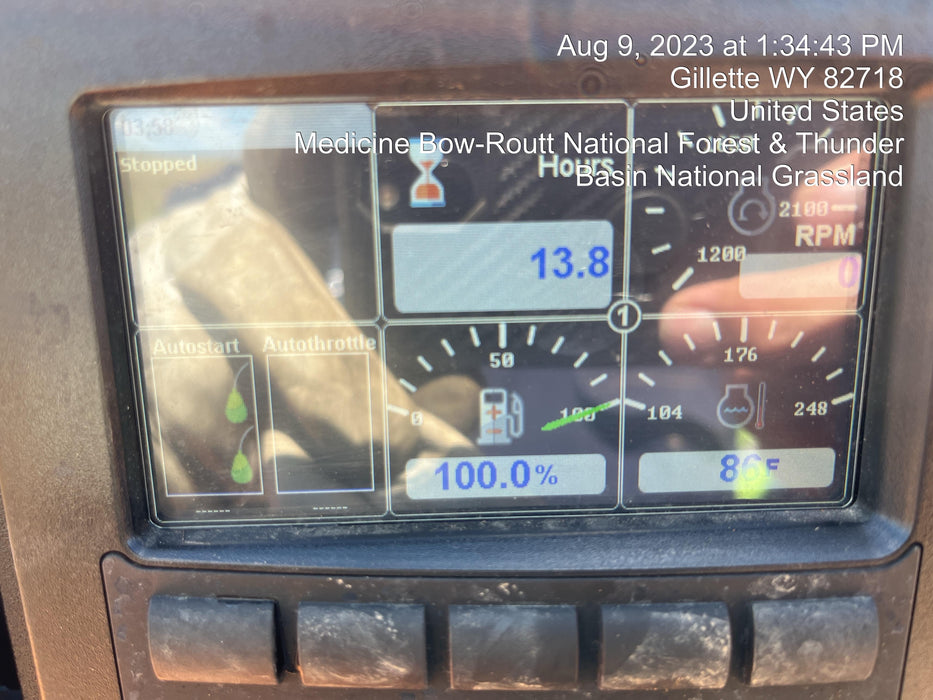 Aug 9, 2023 at 1:34:43 PM
Gillette WY 82718
United States
Medicine Bow-Routt National Forest & Thunder
Basin National Grassland
Stopped
Hours
13.8
2100
RPM
1200
0
1
Autostart
Autothrottle
50
0
100
100.0%
176
104
248
------
------